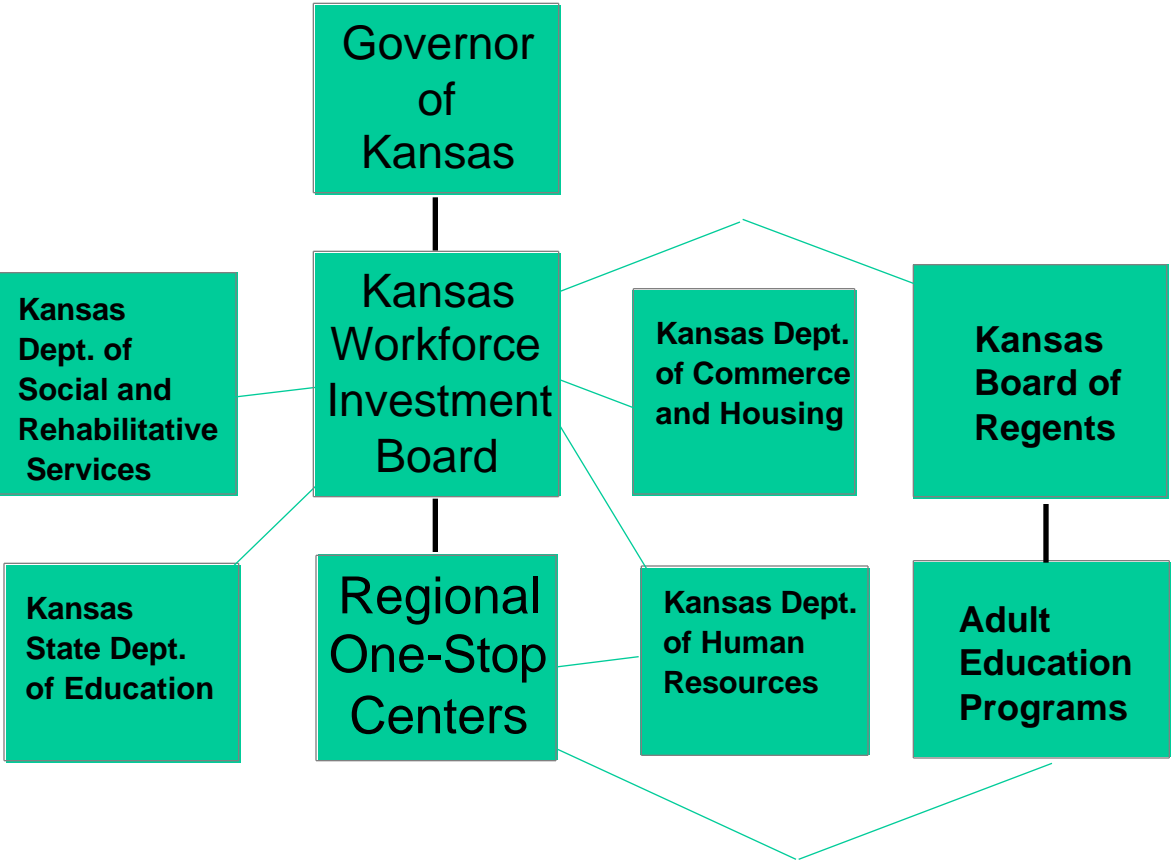 Governor
of
Kansas
Kansas
Dept. of
Social and
Rehabilitative
Services
Kansas
Workforce
Investment
Board
Kansas Dept.
of Commerce
and Housing
Kansas
Board of
Regents
Kansas
State Dept.
of Education
Regional
One-Stop
Centers
Kansas Dept.
of Human
Resources
Adult
Education
Programs